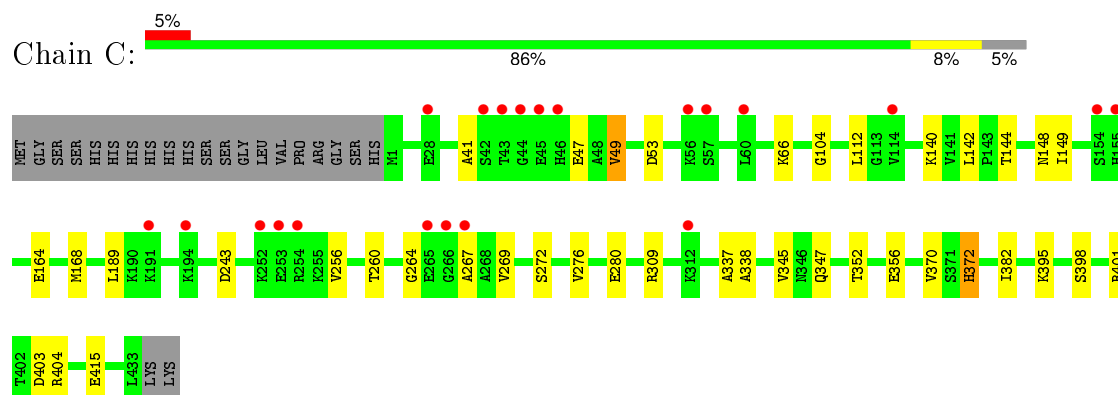 5%
Chain C:
86% 8% 5%
MET GLY SER SER HIS HIS HIS HIS HIS HIS SER SER GLY LEU VAL PRO ARG GLY SER HIS M1 E28 A41 S42 T43 G44 E45 H46 E47 A48 V49 D53 K56 S57 L60 K66 G104 L112 G113 V114 K140 V141 L142 P143 T144 N148 I149 S154 H155
E164 M168 L189 K190 K191 K194 D243 K252 E253 R254 K255 V256 T260 G264 E265 G266 A267 A268 V269 S272 V276 E280 R309 K312 A337 A338 V345 N346 Q347 T352 E356 V370 S371 H372 I382 K395 S398
T402 D403 R404 E415 L433 LYS LYS